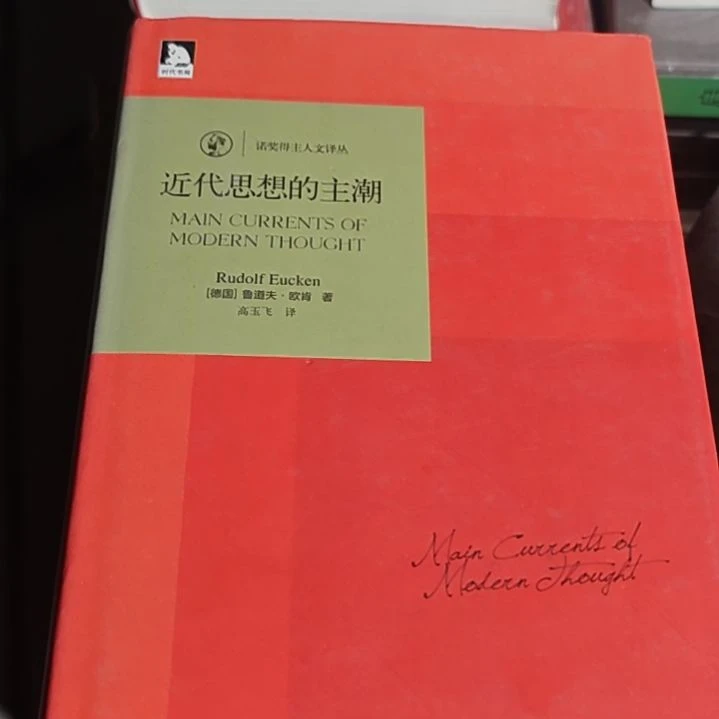 时代书局
诺奖得主人文译丛
近代思想的主潮
MAIN CURRENTS OF
MODERN THOUGHT
Rudolf Eucken
[德国] 鲁道夫·欧肯 著
高玉飞 译
Main Currents of
Modern Thought